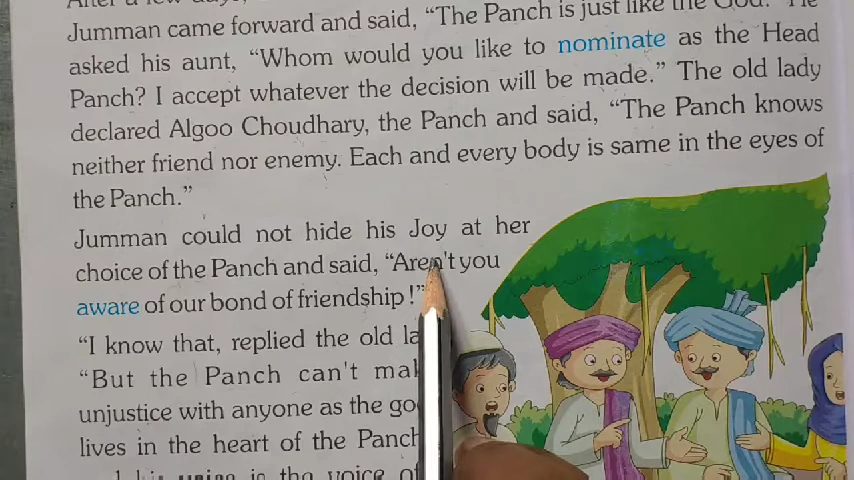 Jumman came forward and said, "The Panch is just like the God." He
asked his aunt, "Whom would you like to nominate as the Head
Panch? I accept whatever the decision will be made." The old lady
declared Algoo Choudhary, the Panch and said, "The Panch knows
neither friend nor enemy. Each and every body is same in the eyes of
the Panch."
Jumman could not hide his Joy at her
choice of the Panch and said, "Aren't you
aware of our bond of friendship !"
"I know that, replied the old
"But the Panch can't
unjustice with anyone as the
lives in the heart of the Panch
in the voice of